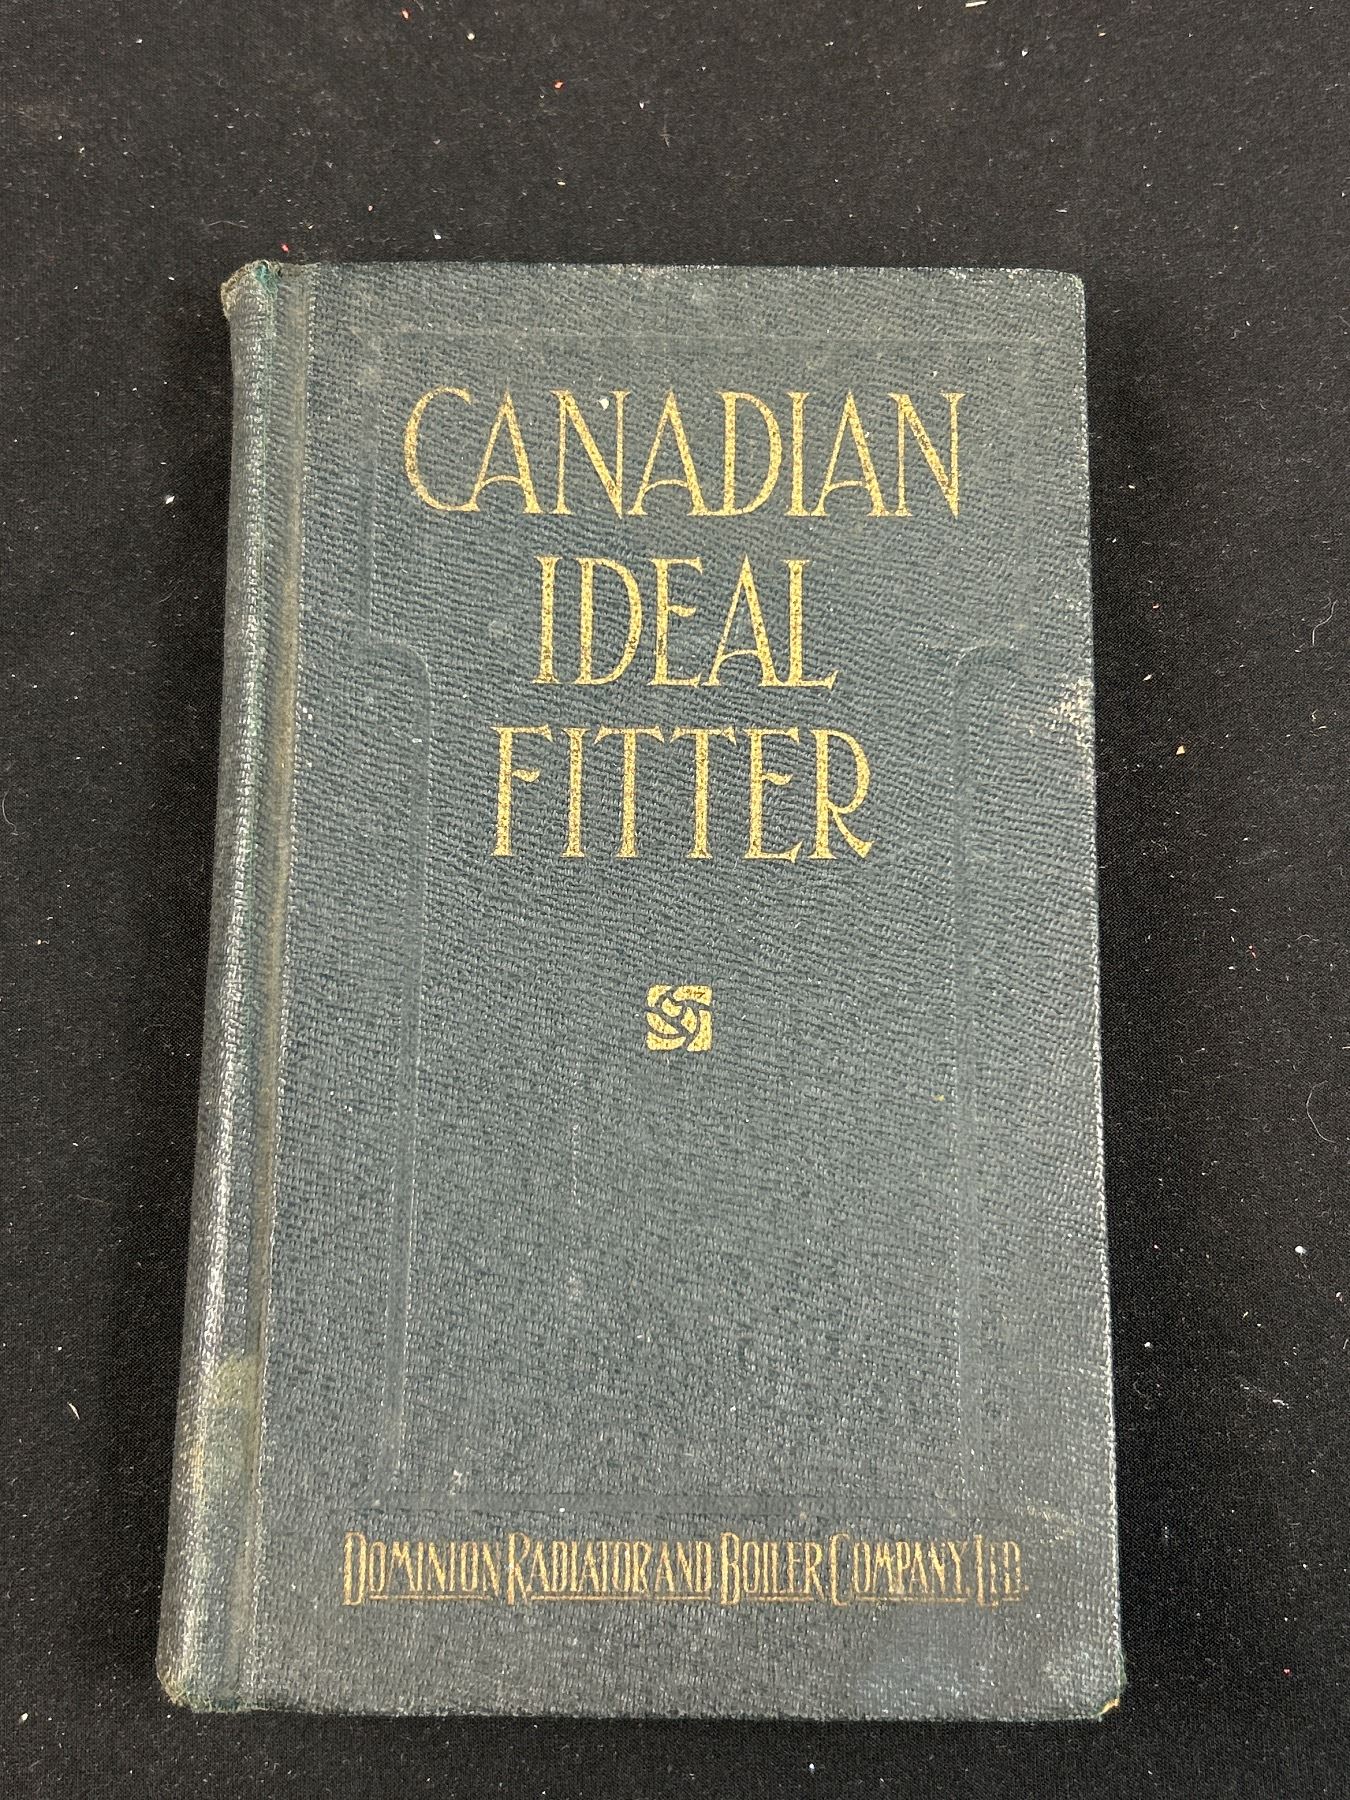 CANADIAN
IDEAL
FITTER
DOMINION RADIATOR AND BOILER COMPANY, LTD.